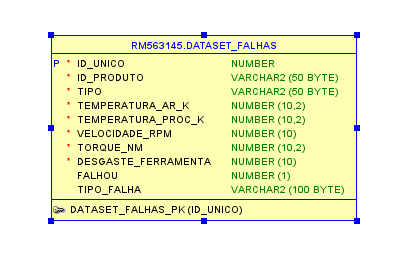 RM563145.DATASET_FALHAS
P * ID_UNICO NUMBER
* ID_PRODUTO VARCHAR2 (50 BYTE)
* TIPO VARCHAR2 (50 BYTE)
* TEMPERATURA_AR_K NUMBER (10,2)
* TEMPERATURA_PROC_K NUMBER (10,2)
* VELOCIDADE_RPM NUMBER (10)
* TORQUE_NM NUMBER (10,2)
* DESGASTE_FERRAMENTA NUMBER (10)
FALHOU NUMBER (1)
TIPO_FALHA VARCHAR2 (100 BYTE)
DATASET_FALHAS_PK (ID_UNICO)